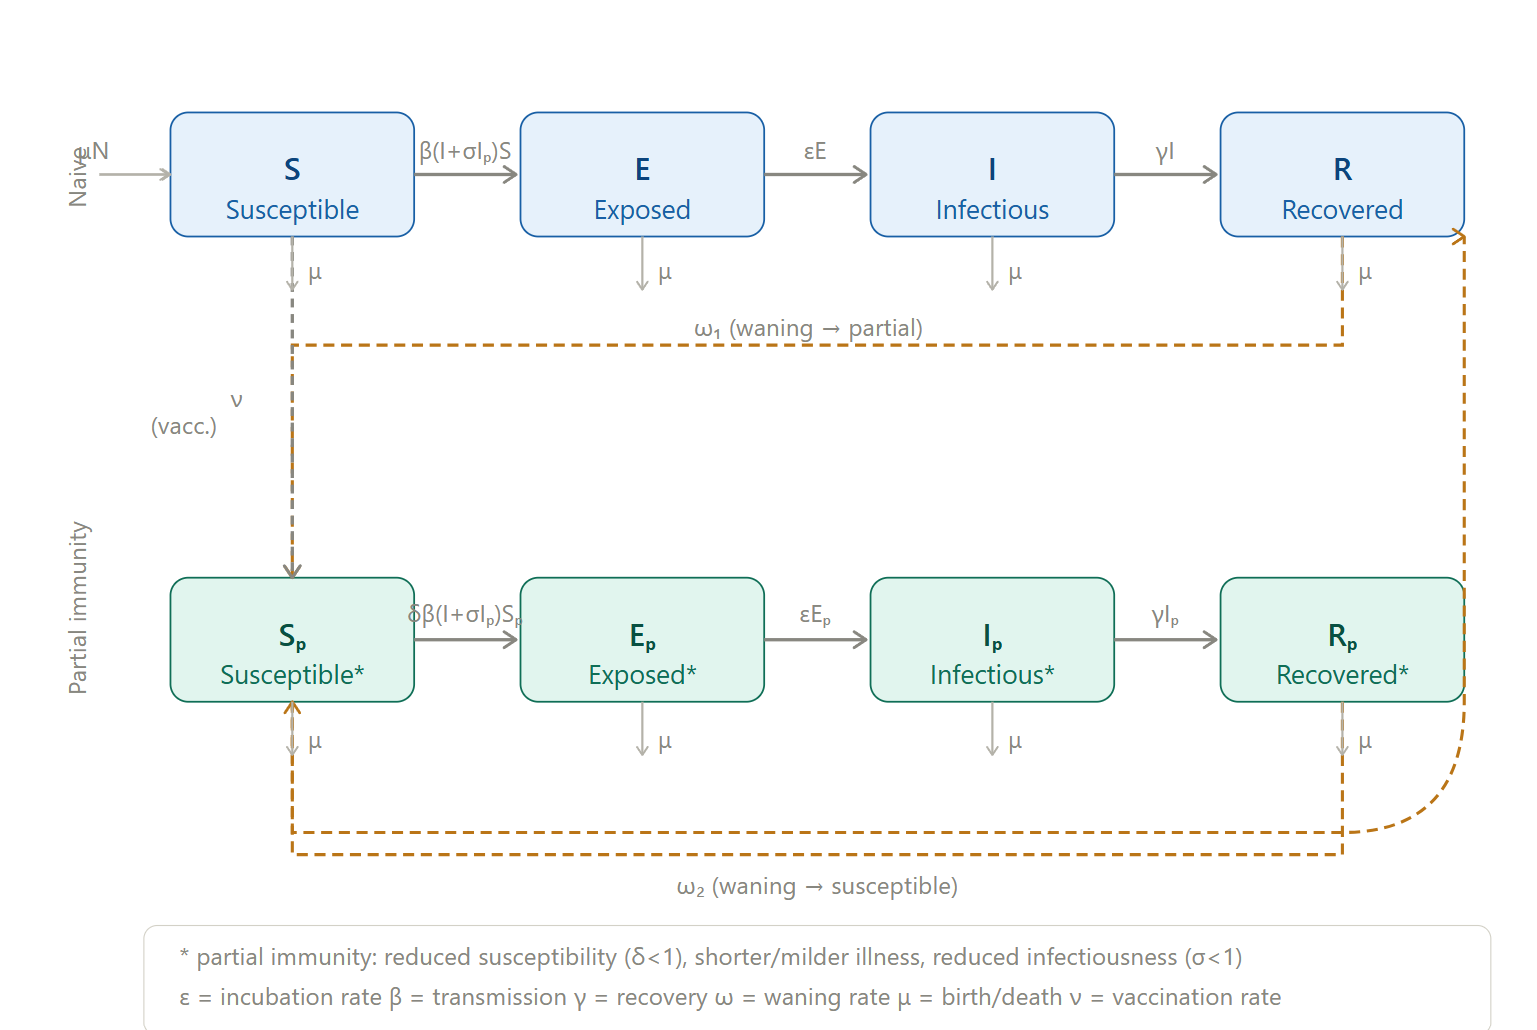 μN
Naive
S
Susceptible
β(I+σIₚ)S
E
Exposed
εE
I
Infectious
γI
R
Recovered
μ
μ
μ
μ
ω₁ (waning → partial)
ν
(vacc.)
Partial immunity
Sₚ
Susceptible*
δβ(I+σIₚ)Sₚ
Eₚ
Exposed*
εEₚ
Iₚ
Infectious*
γIₚ
Rₚ
Recovered*
μ
μ
μ
μ
ω₂ (waning → susceptible)
* partial immunity: reduced susceptibility (δ<1), shorter/milder illness, reduced infectiousness (σ<1)
ε = incubation rate β = transmission γ = recovery ω = waning rate μ = birth/death ν = vaccination rate